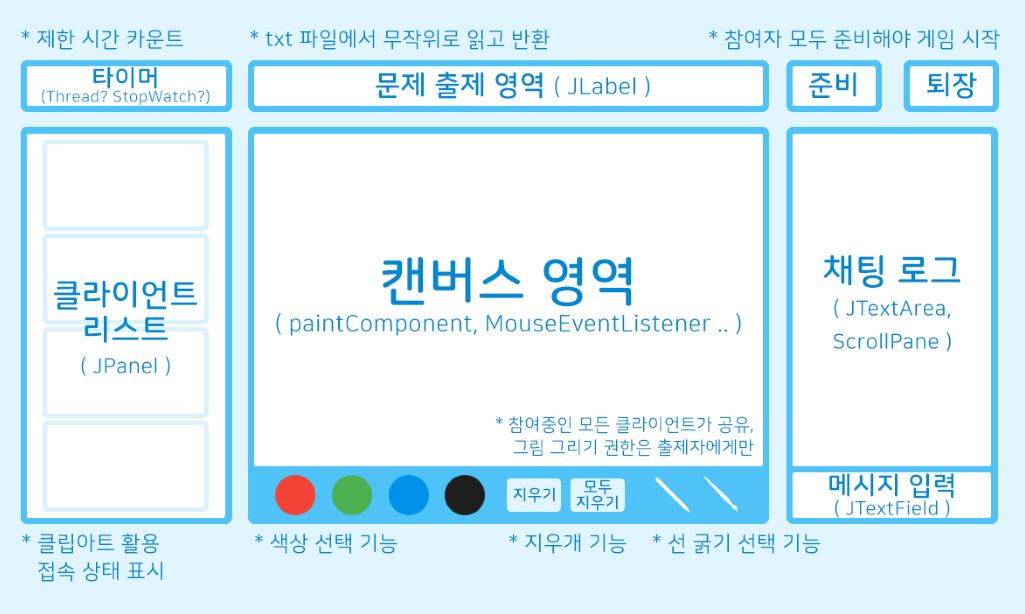 * 제한 시간 카운트
* txt 파일에서 무작위로 읽고 반환
* 참여자 모두 준비해야 게임 시작
타이머
(Thread? StopWatch?)
문제 출제 영역 ( JLabel )
준비
퇴장
클라이언트
리스트
( JPanel )
캔버스 영역
( paintComponent, MouseEventListener .. )
* 참여중인 모든 클라이언트가 공유,
그림 그리기 권한은 출제자에게만
채팅 로그
( JTextArea,
ScrollPane )
지우기
모두
지우기
메시지 입력
( JTextField )
* 클립아트 활용
접속 상태 표시
* 색상 선택 기능
* 지우개 기능
* 선 굵기 선택 기능